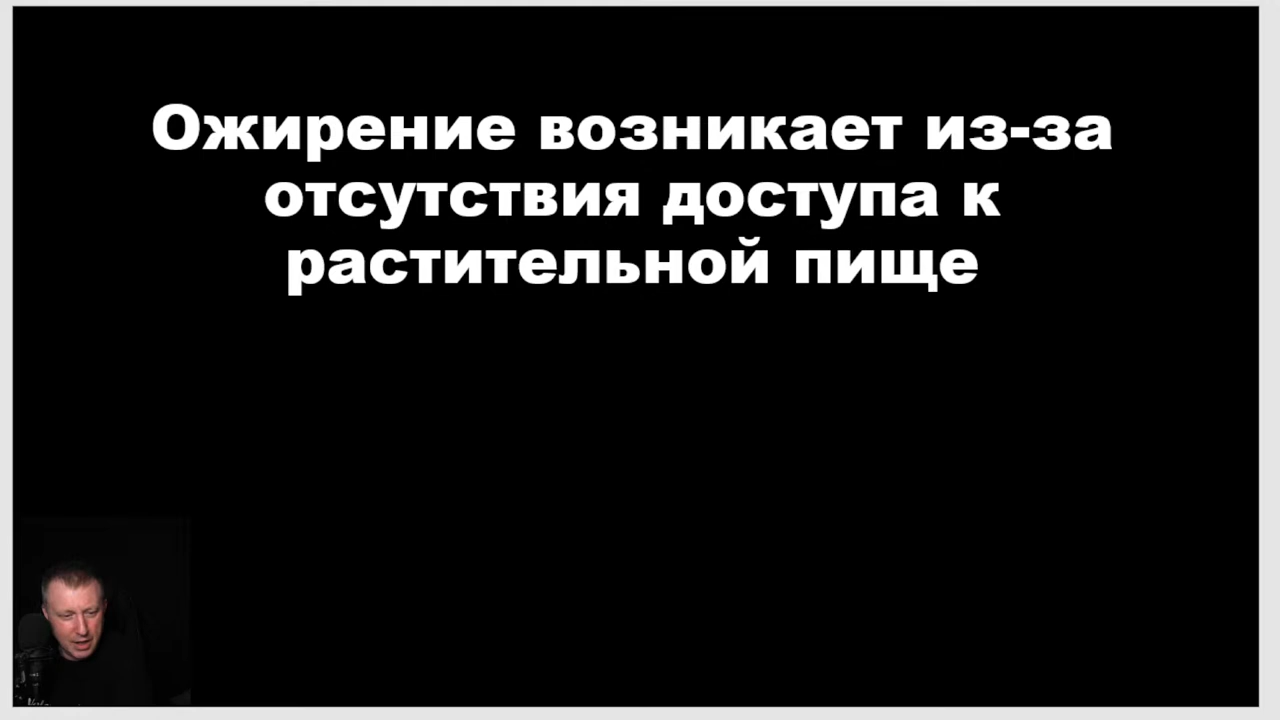 Ожирение возникает из-за
отсутствия доступа к
растительной пище